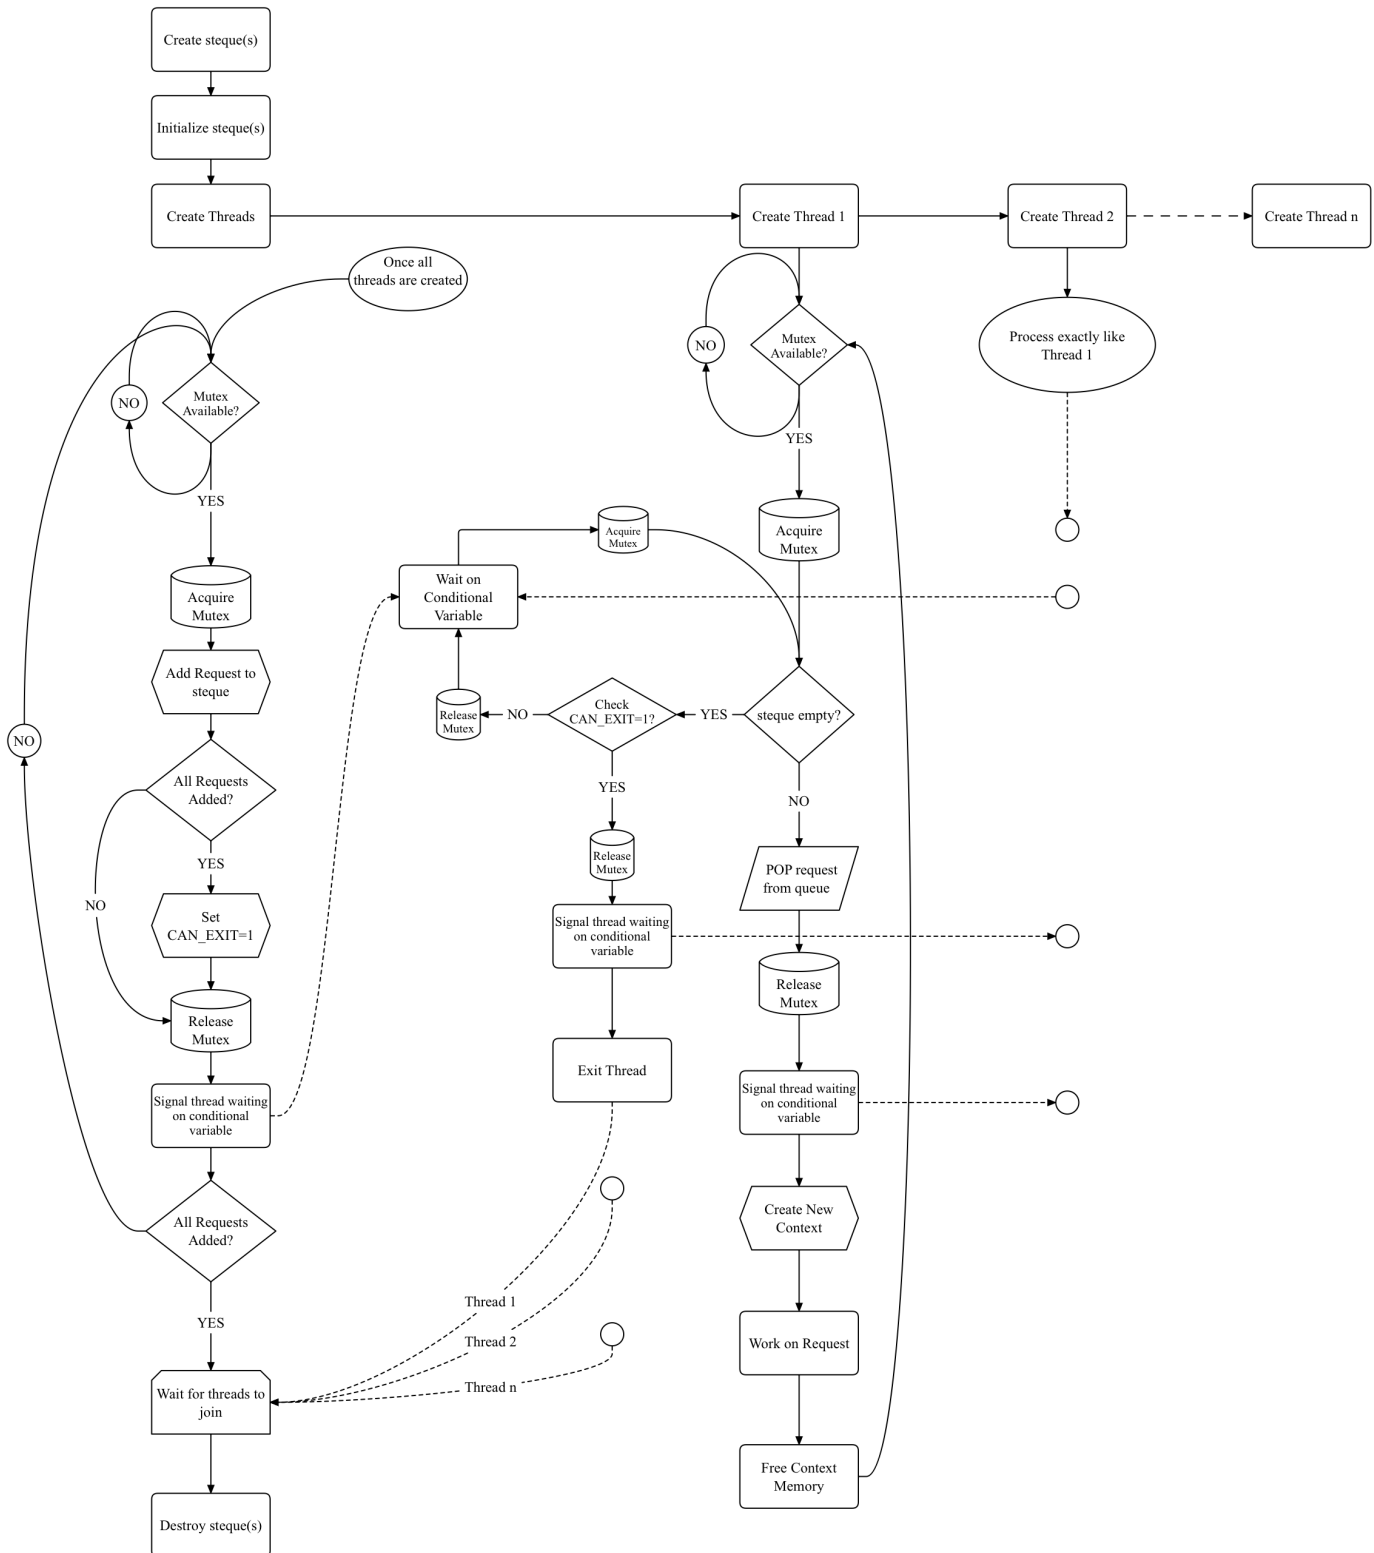 Create steque(s)
Initialize steque(s)
Create Threads
Create Thread 1
Create Thread 2
Create Thread n
Once all
threads are created
Mutex
Available?
NO
YES
Acquire
Mutex
Add Request to
steque
All Requests
Added?
NO
NO
YES
Set
CAN_EXIT=1
Release
Mutex
Signal thread waiting
on conditional
variable
All Requests
Added?
YES
Wait for threads to
join
Destroy steque(s)
Wait on
Conditional
Variable
Acquire
Mutex
Release
Mutex
NO
Check
CAN_EXIT=1?
YES
YES
Release
Mutex
Signal thread waiting
on conditional
variable
Exit Thread
Thread 1
Thread 2
Thread n
Mutex
Available?
NO
YES
Acquire
Mutex
steque empty?
NO
POP request
from queue
Release
Mutex
Signal thread waiting
on conditional
variable
Create New
Context
Work on Request
Free Context
Memory
Process exactly like
Thread 1